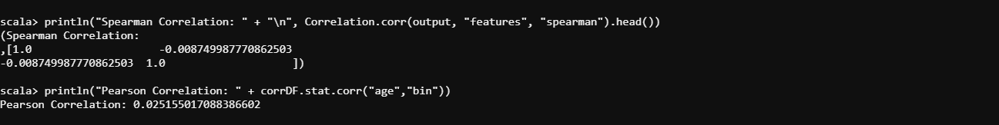 scala> println("Spearman Correlation: " + "\n", Correlation.corr(output, "features", "spearman").head())
(Spearman Correlation:
,[1.0                    -0.008749987770862503
-0.008749987770862503  1.0                    ])
scala> println("Pearson Correlation: " + corrDF.stat.corr("age","bin"))
Pearson Correlation: 0.025155017088386602